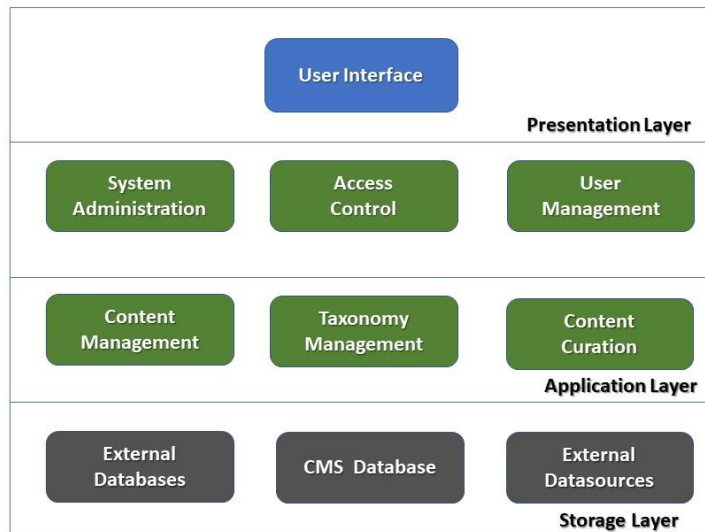 User Interface
Presentation Layer
System
Administration
Access
Control
User
Management
Content
Management
Taxonomy
Management
Content
Curation
Application Layer
External
Databases
CMS Database
External
Datasources
Storage Layer